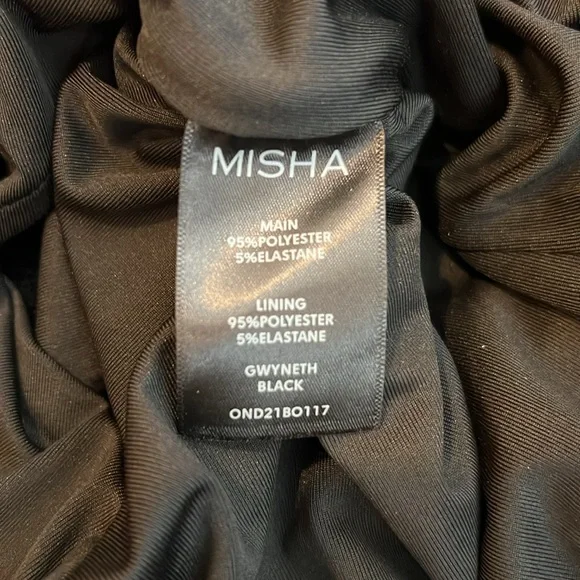 MISHA
MAIN
95%POLYESTER
5%ELASTANE
LINING
95%POLYESTER
5%ELASTANE
GWYNETH
BLACK
OND21BO117